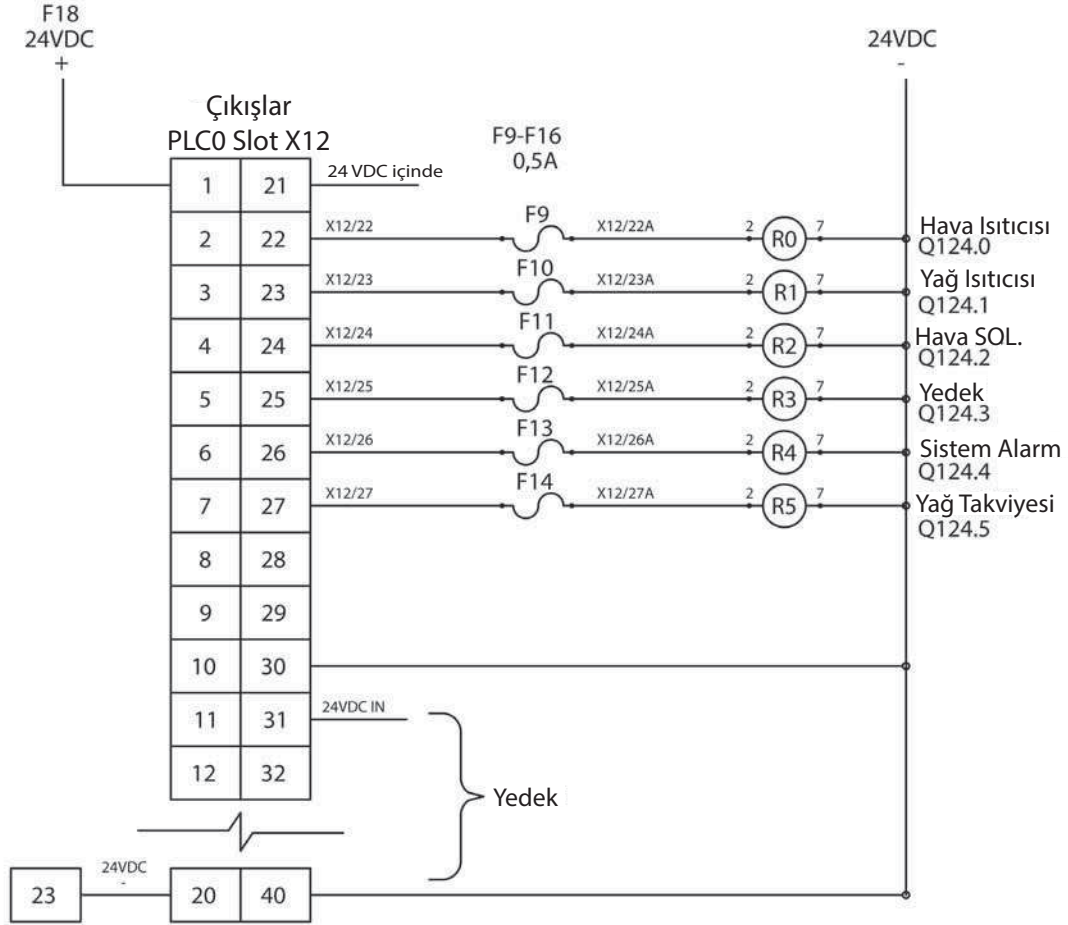 F18
24VDC
+
24VDC
-
Çıkışlar
PLC0 Slot X12
F9-F16
0,5A
1 21 24 VDC içinde
2 22 X12/22 F9 X12/22A 2 R0 7 Hava Isıtıcısı
Q124.0
3 23 X12/23 F10 X12/23A 2 R1 7 Yağ Isıtıcısı
Q124.1
4 24 X12/24 F11 X12/24A 2 R2 7 Hava SOL.
Q124.2
5 25 X12/25 F12 X12/25A 2 R3 7 Yedek
Q124.3
6 26 X12/26 F13 X12/26A 2 R4 7 Sistem Alarm
Q124.4
7 27 X12/27 F14 X12/27A 2 R5 7 Yağ Takviyesi
Q124.5
8 28
9 29
10 30
11 31 24VDC IN
12 32
Yedek
23 24VDC - 20 40